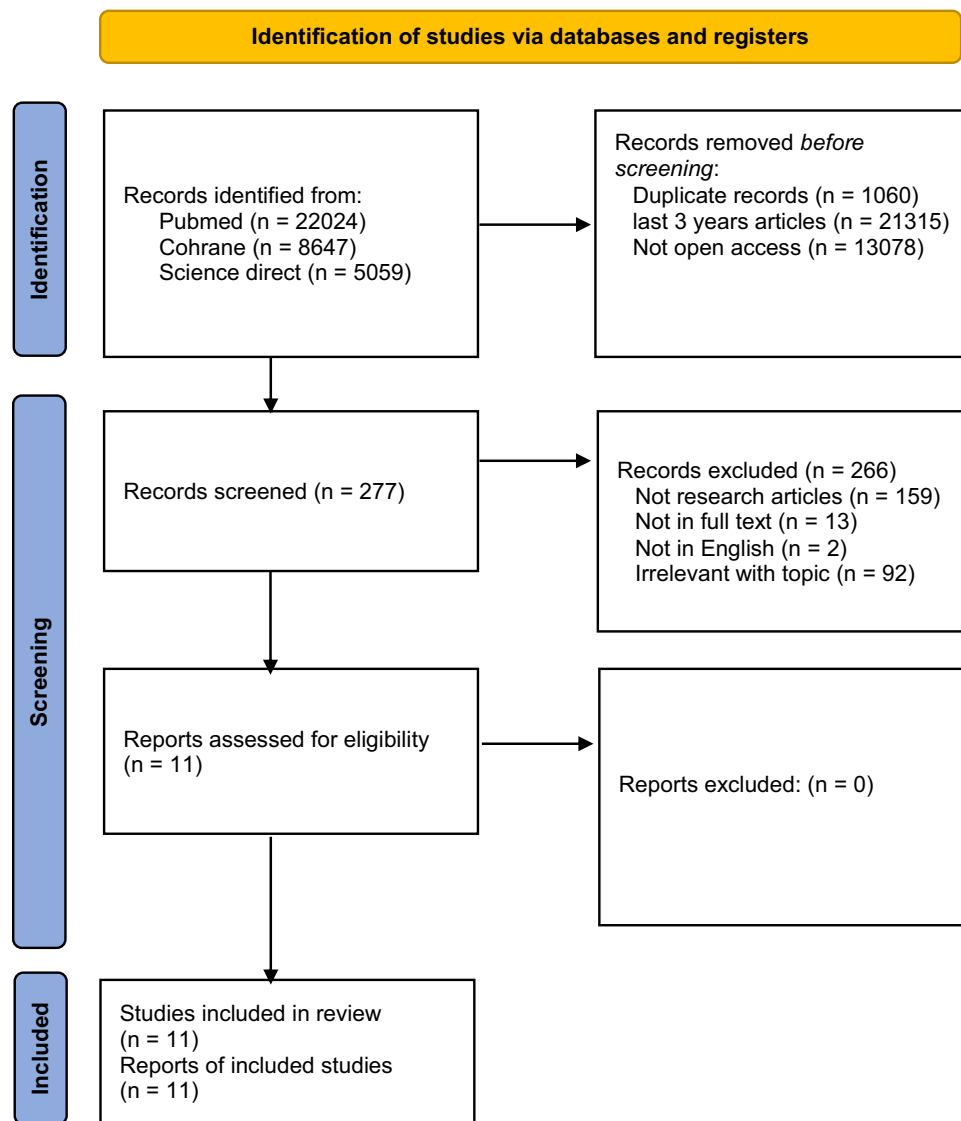 Identification of studies via databases and registers
Identification
Records identified from:
Pubmed (n = 22024)
Cohrane (n = 8647)
Science direct (n = 5059)
Records removed before
screening:
Duplicate records (n = 1060)
last 3 years articles (n = 21315)
Not open access (n = 13078)
Screening
Records screened (n = 277)
Records excluded (n = 266)
Not research articles (n = 159)
Not in full text (n = 13)
Not in English (n = 2)
Irrelevant with topic (n = 92)
Reports assessed for eligibility
(n = 11)
Reports excluded: (n = 0)
Included
Studies included in review
(n = 11)
Reports of included studies
(n = 11)